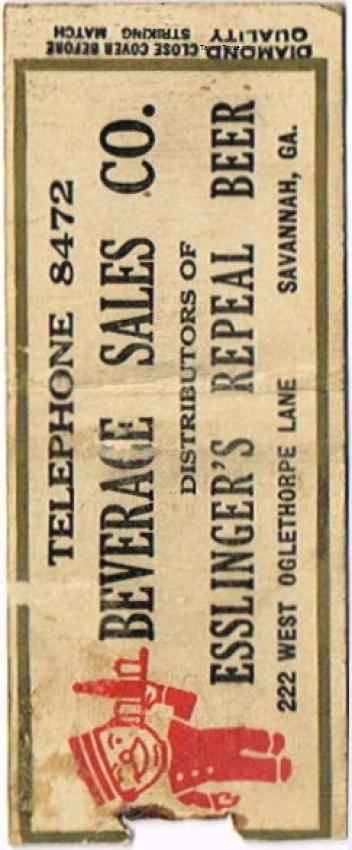 TELEPHONE 8472
BEVERAGE SALES CO.
DISTRIBUTORS OF
ESSLINGER'S REPEAL BEER
222 WEST OGLETHORPE LANE SAVANNAH, GA.
DIAMOND QUALITY
CLOSE COVER BEFORE STRIKING MATCH